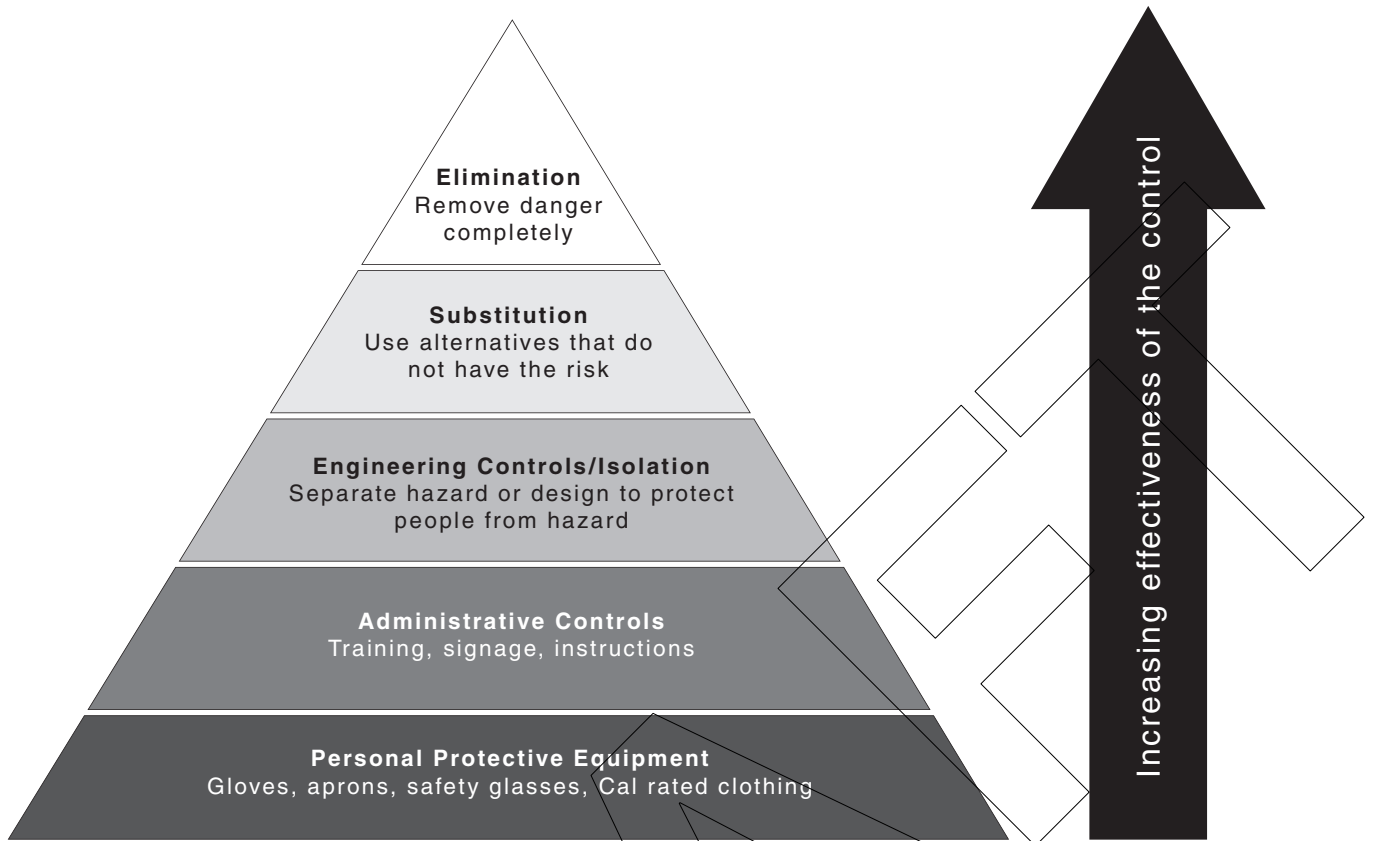 Elimination
Remove danger
completely
Substitution
Use alternatives that do
not have the risk
Engineering Controls/Isolation
Separate hazard or design to protect
people from hazard
Administrative Controls
Training, signage, instructions
Personal Protective Equipment
Gloves, aprons, safety glasses, Cal rated clothing
Increasing effectiveness of the control